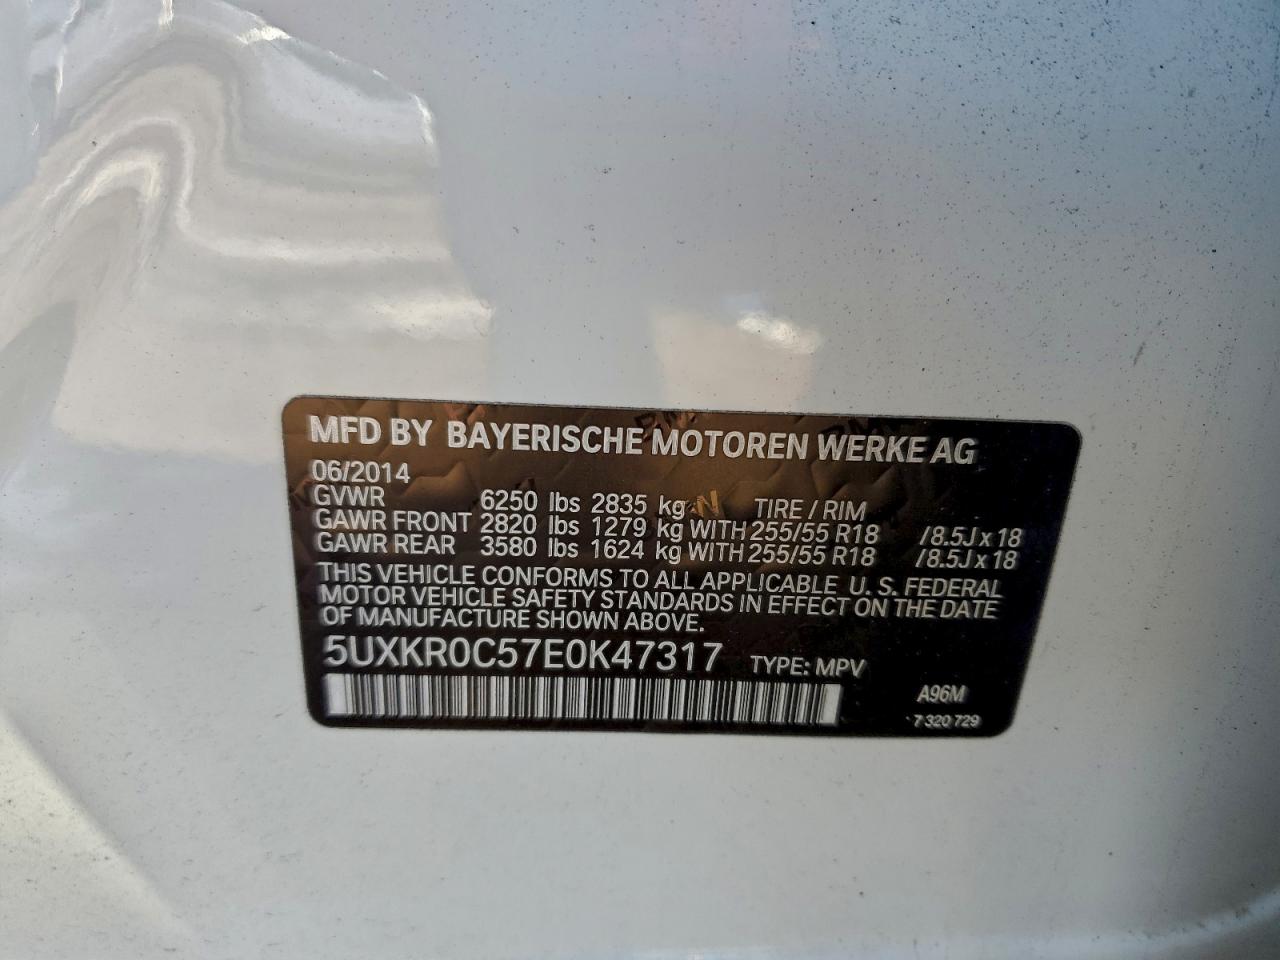 MFD BY BAYERISCHE MOTOREN WERKE AG
06/2014
GVWR 6250 lbs 2835 kg TIRE / RIM
GAWR FRONT 2820 lbs 1279 kg WITH 255/55 R18 /8.5J x 18
GAWR REAR 3580 lbs 1624 kg WITH 255/55 R18 /8.5J x 18
THIS VEHICLE CONFORMS TO ALL APPLICABLE U. S. FEDERAL
MOTOR VEHICLE SAFETY STANDARDS IN EFFECT ON THE DATE
OF MANUFACTURE SHOWN ABOVE.
5UXKR0C57E0K47317 TYPE: MPV
A96M
7 320 729